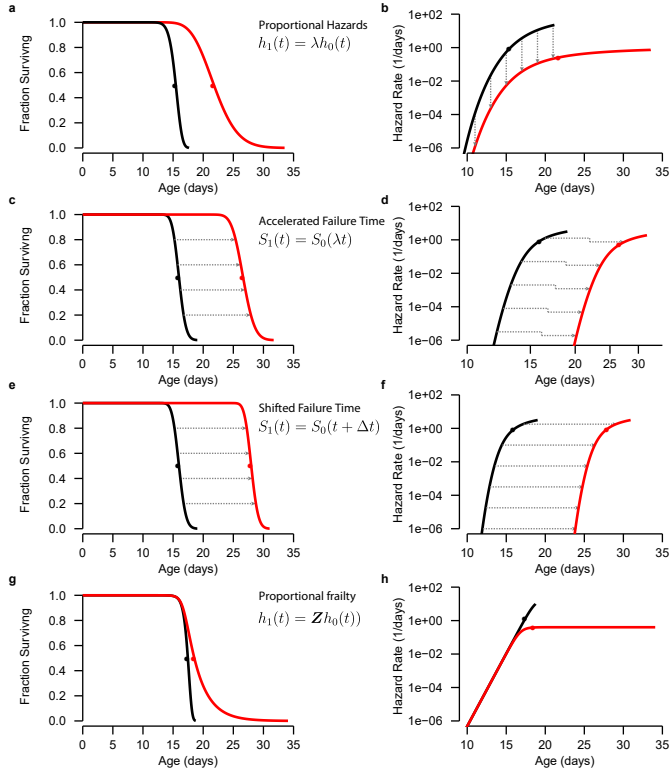 a
Proportional Hazards
h₁(t) = λh₀(t)
Fraction Survivng
1.0
0.8
0.6
0.4
0.2
0.0
0 5 10 15 20 25 30 35
Age (days)
b
Hazard Rate (1/days)
1e+02
1e+00
1e−02
1e−04
1e−06
10 15 20 25 30 35
Age (days)
c
Accelerated Failure Time
S₁(t) = S₀(λt)
Fraction Survivng
1.0
0.8
0.6
0.4
0.2
0.0
0 5 10 15 20 25 30 35
Age (days)
d
Hazard Rate (1/days)
1e+02
1e+00
1e−02
1e−04
1e−06
10 15 20 25 30
Age (days)
e
Shifted Failure Time
S₁(t) = S₀(t + Δt)
Fraction Survivng
1.0
0.8
0.6
0.4
0.2
0.0
0 5 10 15 20 25 30 35
Age (days)
f
Hazard Rate (1/days)
1e+02
1e+00
1e−02
1e−04
1e−06
10 15 20 25 30
Age (days)
g
Proportional frailty
h₁(t) = Zh₀(t))
Fraction Survivng
1.0
0.8
0.6
0.4
0.2
0.0
0 5 10 15 20 25 30 35
Age (days)
h
Hazard Rate (1/days)
1e+02
1e+00
1e−02
1e−04
1e−06
10 15 20 25 30 35
Age (days)